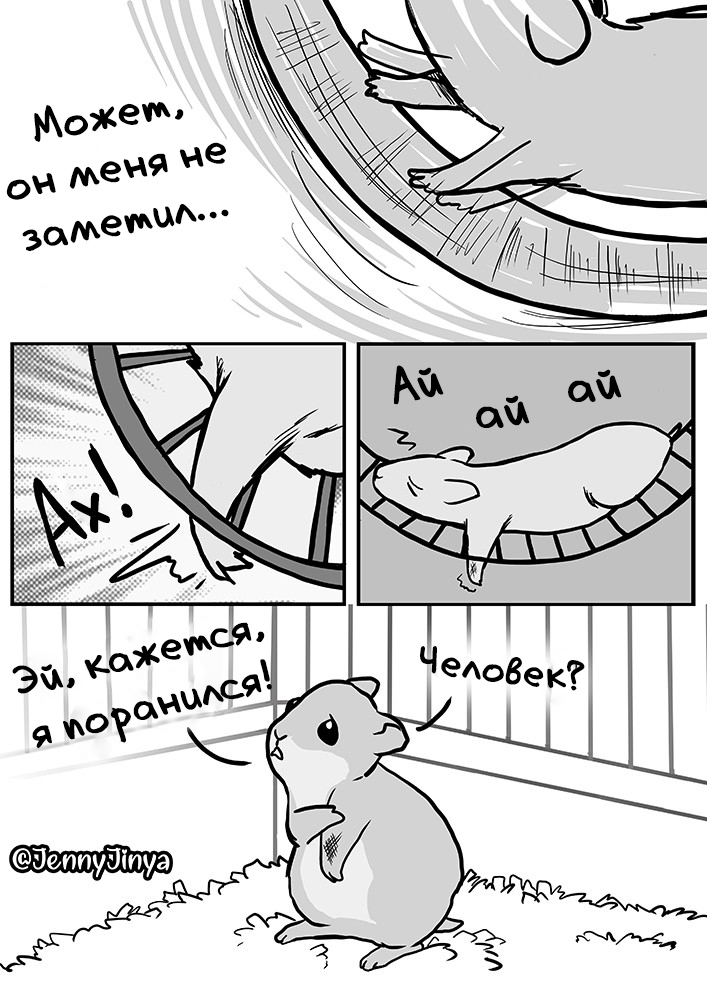 Может,
он меня не
заметил...
Ах!
Ай
ай
ай
Эй, кажется,
я поранился!
Человек?
@JennyJinya